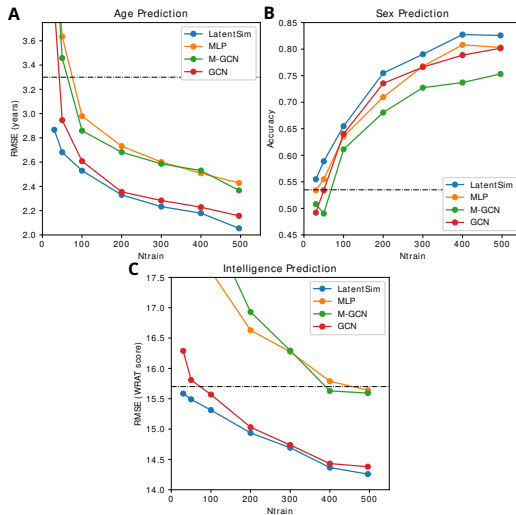 A
Age Prediction
3.6
3.4
3.2
3.0
2.8
2.6
2.4
2.2
2.0
RMSE (years)
0 100 200 300 400 500
Ntrain
LatentSim
MLP
M-GCN
GCN
B
Sex Prediction
0.85
0.80
0.75
0.70
0.65
0.60
0.55
0.50
0.45
Accuracy
0 100 200 300 400 500
Ntrain
LatentSim
MLP
M-GCN
GCN
C
Intelligence Prediction
17.5
17.0
16.5
16.0
15.5
15.0
14.5
14.0
RMSE (WRAT score)
0 100 200 300 400 500
Ntrain
LatentSim
MLP
M-GCN
GCN